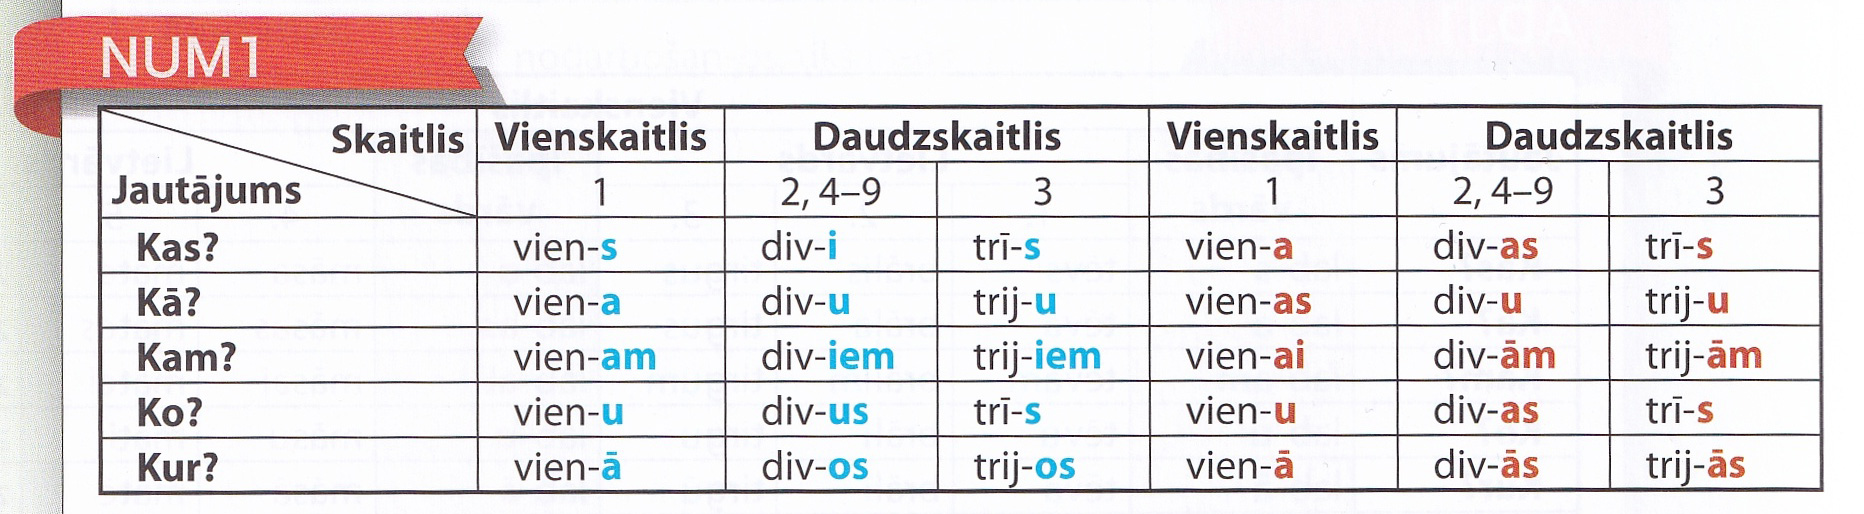 NUM1
Skaitlis Vienskaitlis Daudzskaitlis Vienskaitlis Daudzskaitlis
Jautājums 1 2, 4–9 3 1 2, 4–9 3
Kas? vien-s div-i trī-s vien-a div-as trī-s
Kā? vien-a div-u trij-u vien-as div-u trij-u
Kam? vien-am div-iem trij-iem vien-ai div-ām trij-ām
Ko? vien-u div-us trī-s vien-u div-as trī-s
Kur? vien-ā div-os trij-os vien-ā div-ās trij-ās